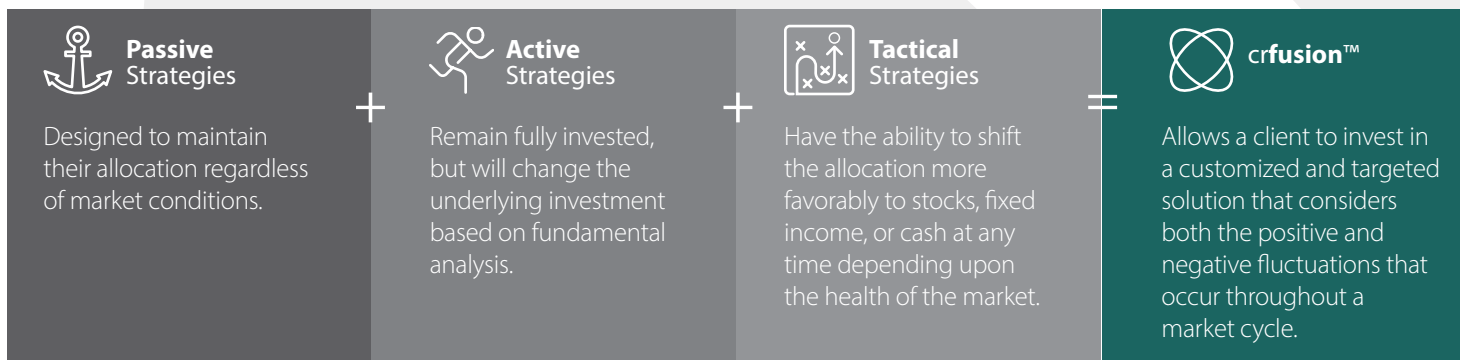 Passive
Strategies
Designed to maintain
their allocation regardless
of market conditions.
+
Active
Strategies
Remain fully invested,
but will change the
underlying investment
based on fundamental
analysis.
+
Tactical
Strategies
Have the ability to shift
the allocation more
favorably to stocks, fixed
income, or cash at any
time depending upon
the health of the market.
=
crfusion™
Allows a client to invest in
a customized and targeted
solution that considers
both the positive and
negative fluctuations that
occur throughout a
market cycle.